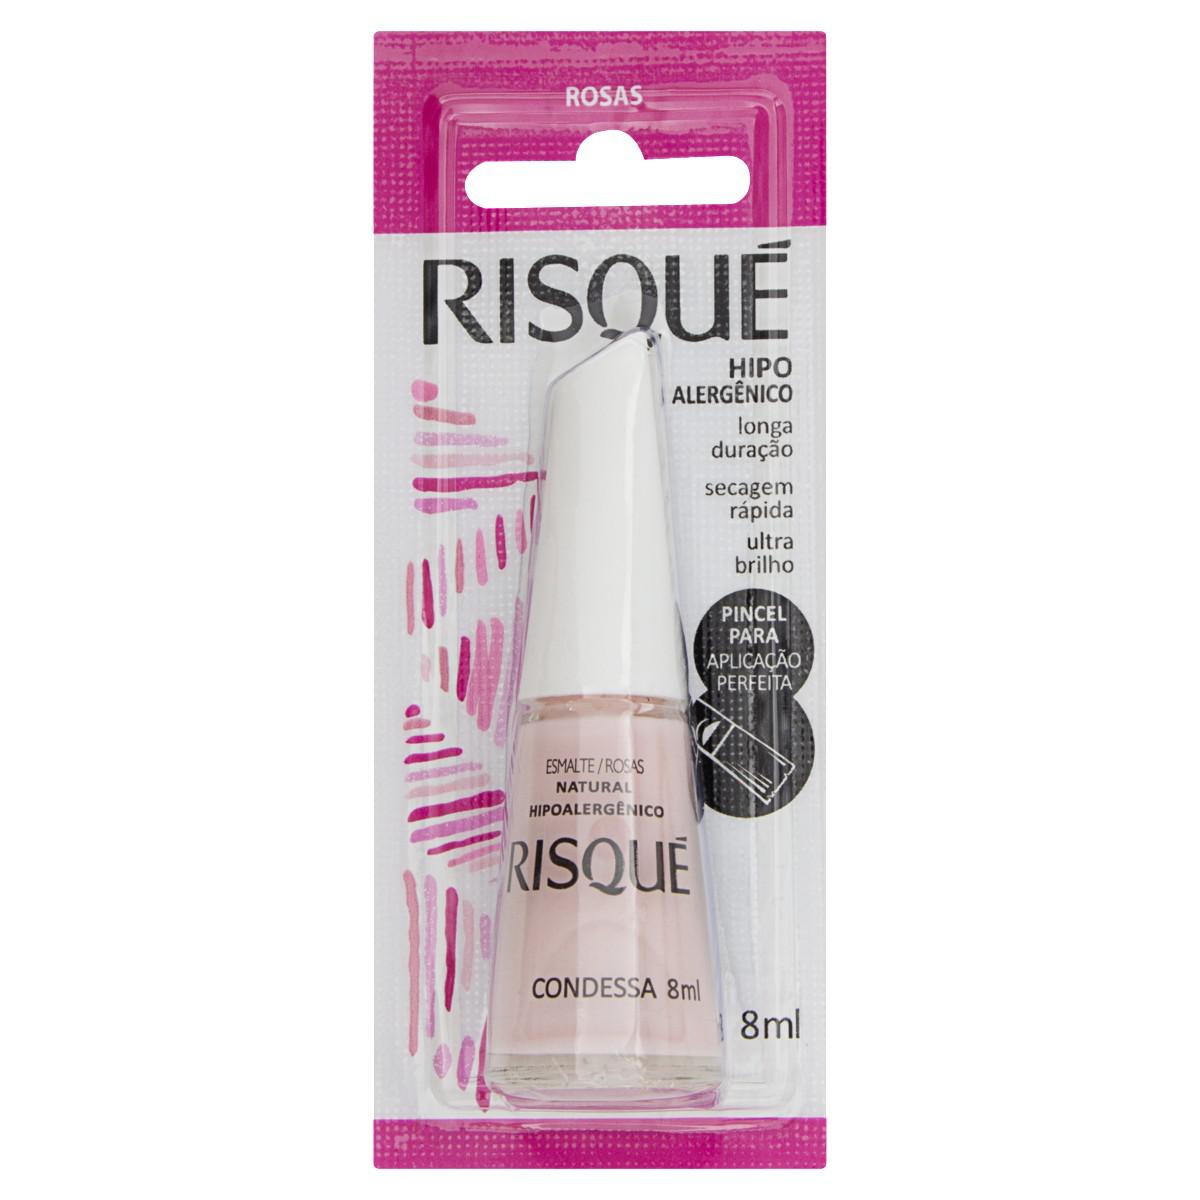 ROSAS
RISQUÉ
HIPO
ALERGÊNICO
longa
duração
secagem
rápida
ultra
brilho
PINCEL
PARA
APLICAÇÃO
PERFEITA
ESMALTE / ROSAS
NATURAL
HIPOALERGÊNICO
RISQUÉ
CONDESSA 8ml
8ml